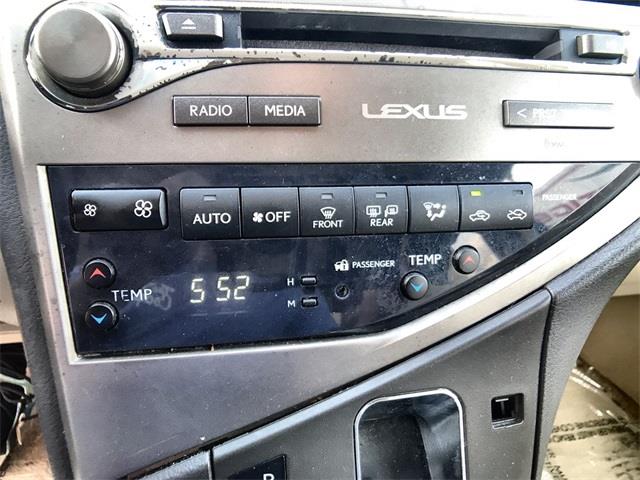 RADIO MEDIA LEXUS
AUTO OFF FRONT REAR PASSENGER
TEMP 5 52 H PASSENGER TEMP
M
P